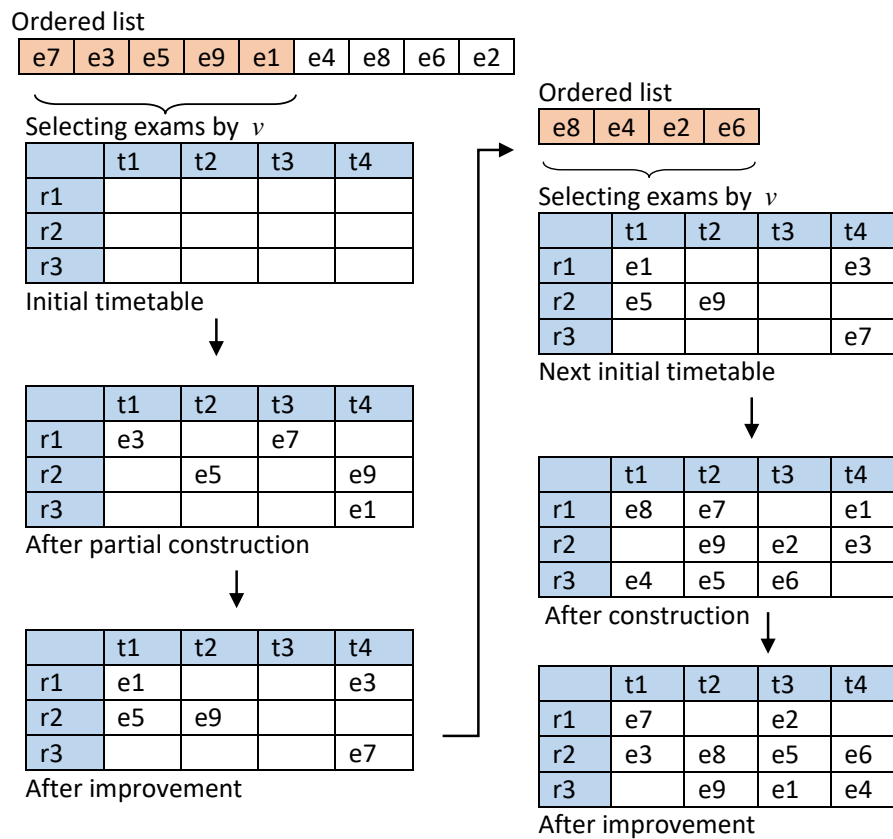 Ordered list
e7 e3 e5 e9 e1 e4 e8 e6 e2
Selecting exams by v
t1 t2 t3 t4
r1
r2
r3
Initial timetable
t1 t2 t3 t4
r1 e3 e7
r2 e5 e9
r3 e1
After partial construction
t1 t2 t3 t4
r1 e1 e3
r2 e5 e9
r3 e7
After improvement
Ordered list
e8 e4 e2 e6
Selecting exams by v
t1 t2 t3 t4
r1 e1 e3
r2 e5 e9
r3 e7
Next initial timetable
t1 t2 t3 t4
r1 e8 e7 e1
r2 e9 e2 e3
r3 e4 e5 e6
After construction
t1 t2 t3 t4
r1 e7 e2
r2 e3 e8 e5 e6
r3 e9 e1 e4
After improvement